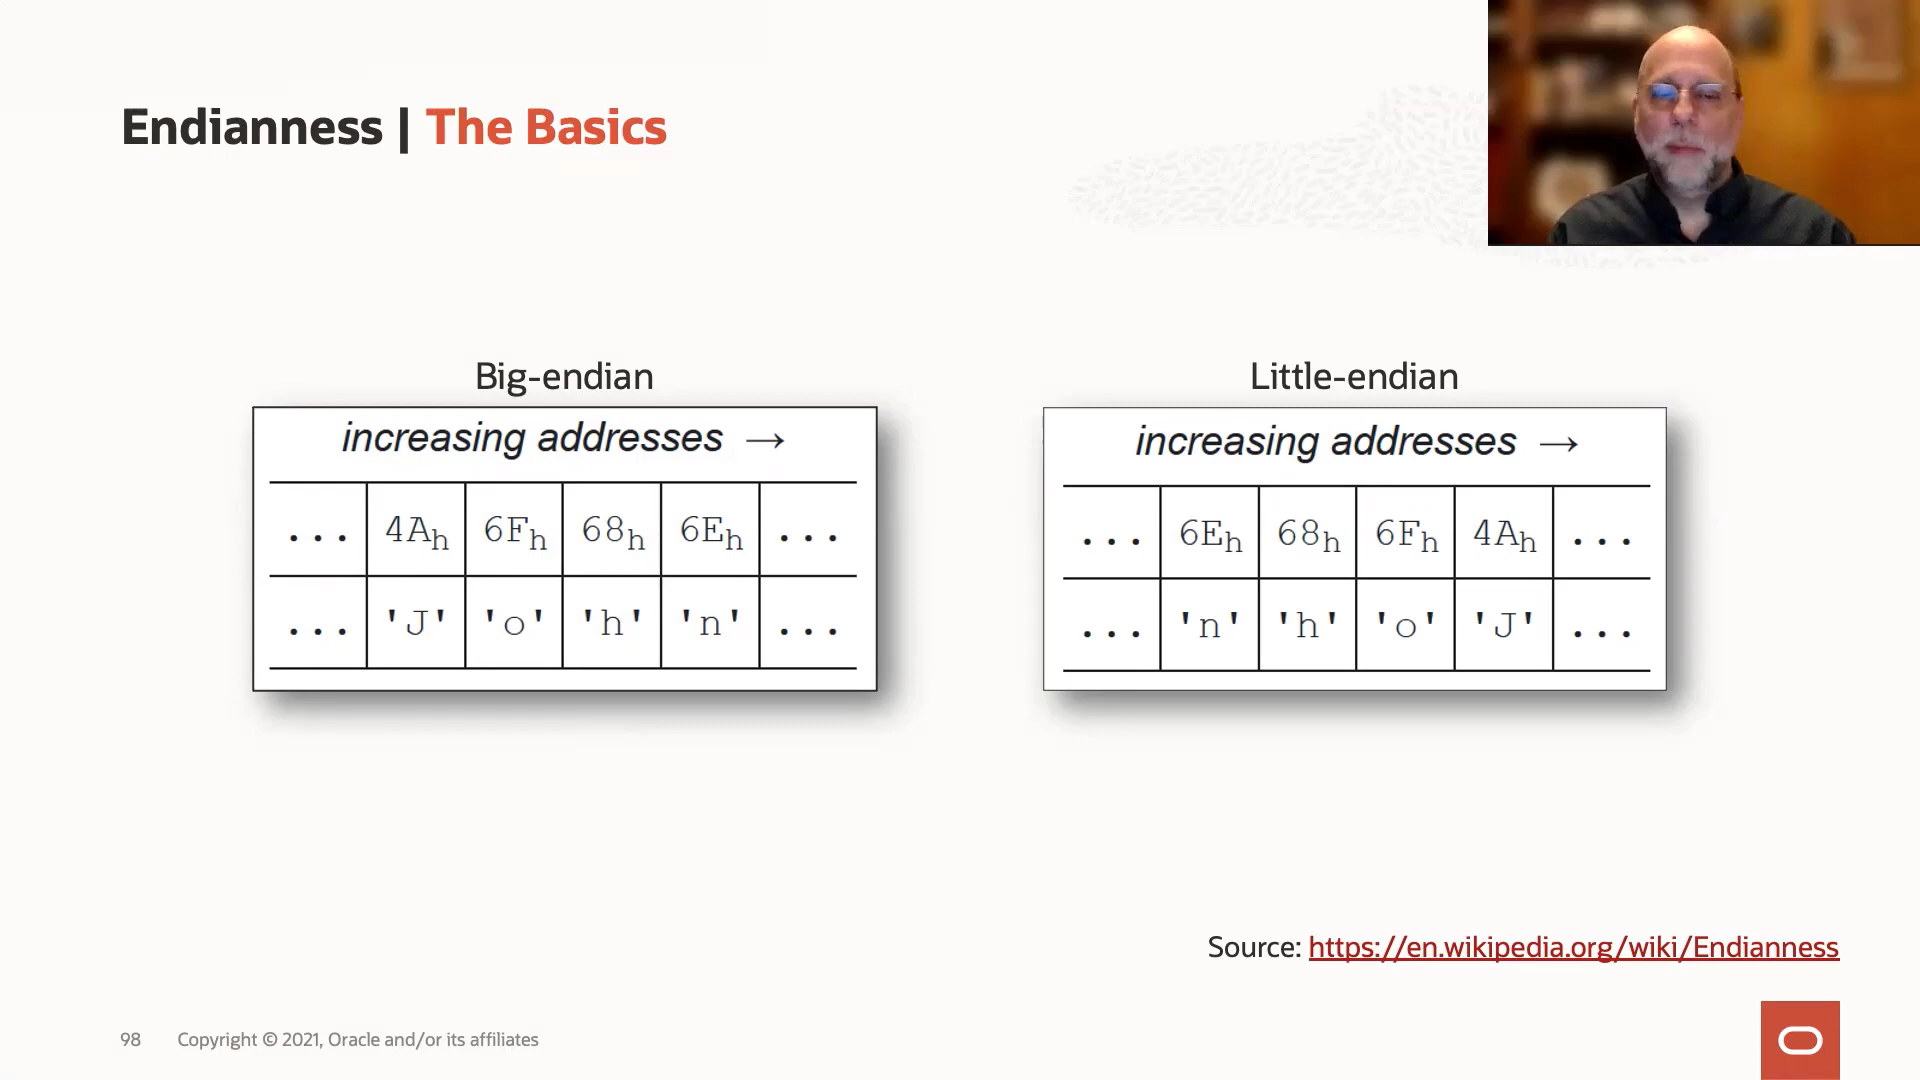 Endianness | The Basics
Big-endian
increasing addresses →
... 4Ah 6Fh 68h 6Eh ...
... 'J' 'o' 'h' 'n' ...
Little-endian
increasing addresses →
... 6Eh 68h 6Fh 4Ah ...
... 'n' 'h' 'o' 'J' ...
Source: https://en.wikipedia.org/wiki/Endianness
98 Copyright © 2021, Oracle and/or its affiliates